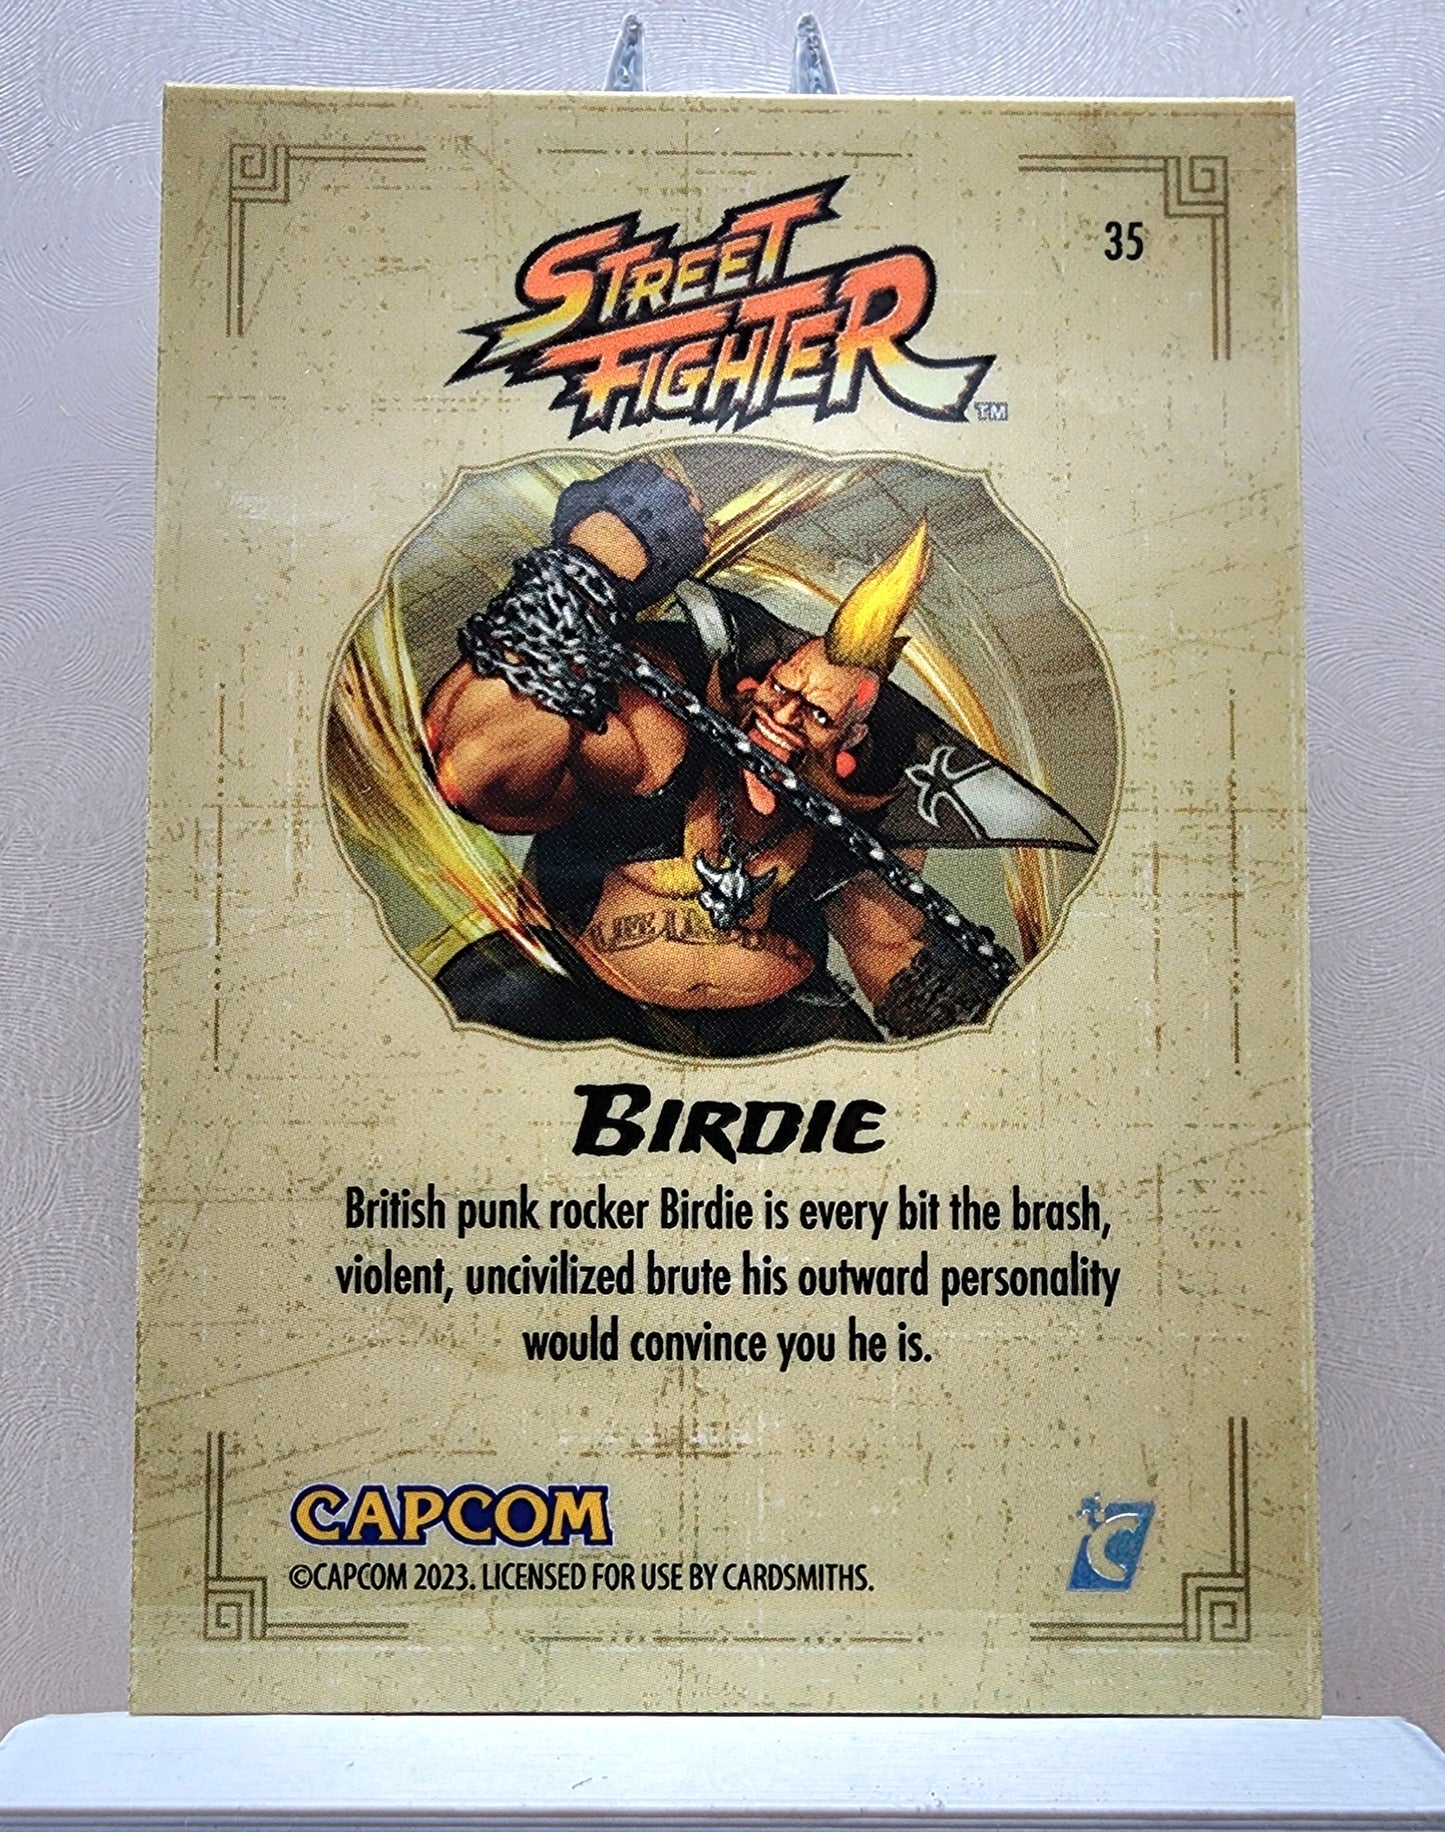 35
STREET
FIGHTER
TM
BIRDIE
British punk rocker Birdie is every bit the brash,
violent, uncivilized brute his outward personality
would convince you he is.
CAPCOM
©CAPCOM 2023. LICENSED FOR USE BY CARDSMITHS.
C